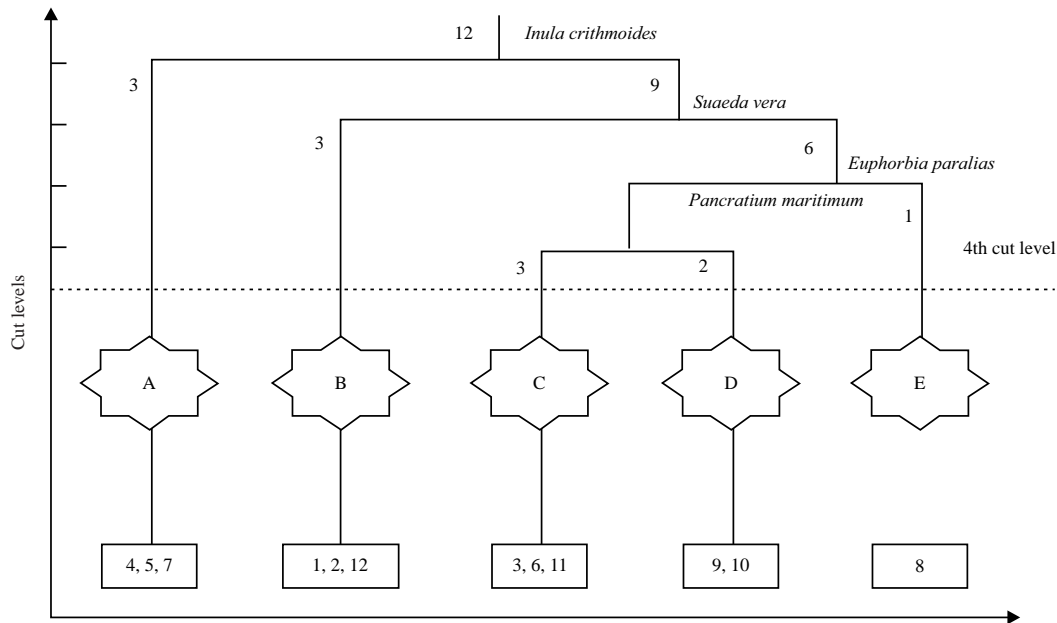 12
Inula crithmoides
3
9
Suaeda vera
3
6
Euphorbia paralias
Pancratium maritimum
1
4th cut level
3
2
Cut levels
A
B
C
D
E
4, 5, 7
1, 2, 12
3, 6, 11
9, 10
8